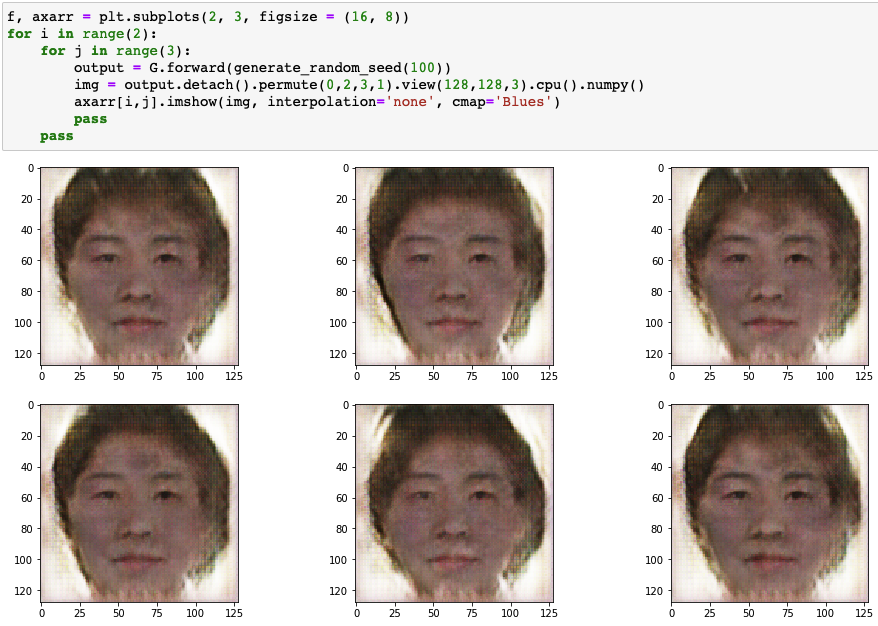 f, axarr = plt.subplots(2, 3, figsize = (16, 8))
for i in range(2):
    for j in range(3):
        output = G.forward(generate_random_seed(100))
        img = output.detach().permute(0,2,3,1).view(128,128,3).cpu().numpy()
        axarr[i,j].imshow(img, interpolation='none', cmap='Blues')
        pass
    pass
0 0 0
20 20 20
40 40 40
60 60 60
80 80 80
100 100 100
120 120 120
0 25 50 75 100 125 0 25 50 75 100 125 0 25 50 75 100 125
0 0 0
20 20 20
40 40 40
60 60 60
80 80 80
100 100 100
120 120 120
0 25 50 75 100 125 0 25 50 75 100 125 0 25 50 75 100 125